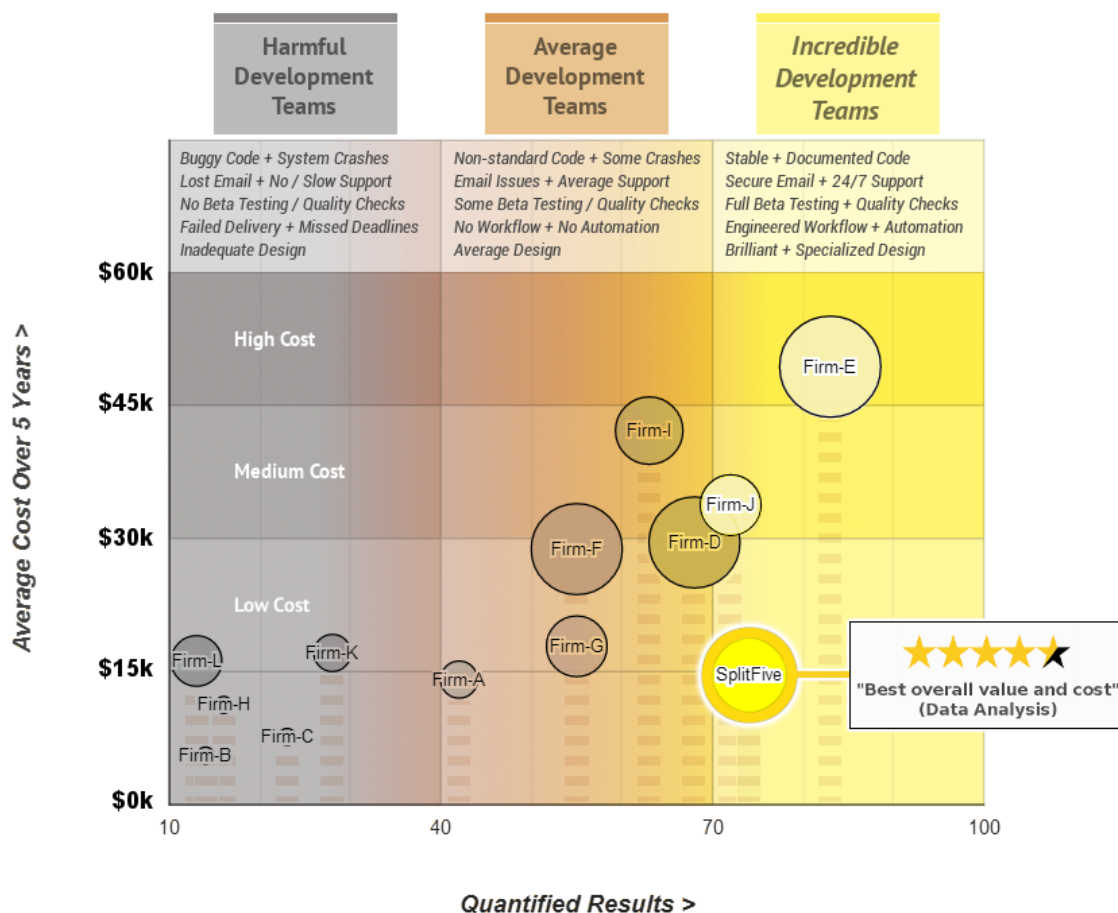 Harmful
Development
Teams
Average
Development
Teams
Incredible
Development
Teams
Buggy Code + System Crashes
Lost Email + No / Slow Support
No Beta Testing / Quality Checks
Failed Delivery + Missed Deadlines
Inadequate Design
Non-standard Code + Some Crashes
Email Issues + Average Support
Some Beta Testing / Quality Checks
No Workflow + No Automation
Average Design
Stable + Documented Code
Secure Email + 24/7 Support
Full Beta Testing + Quality Checks
Engineered Workflow + Automation
Brilliant + Specialized Design
Average Cost Over 5 Years >
$60k
$45k
$30k
$15k
$0k
High Cost
Medium Cost
Low Cost
Firm-E
Firm-I
Firm-J
Firm-D
Firm-F
Firm-G
Firm-K
Firm-L
Firm-A
SplitFive
Firm-H
Firm-C
Firm-B
"Best overall value and cost"
(Data Analysis)
10
40
70
100
Quantified Results >